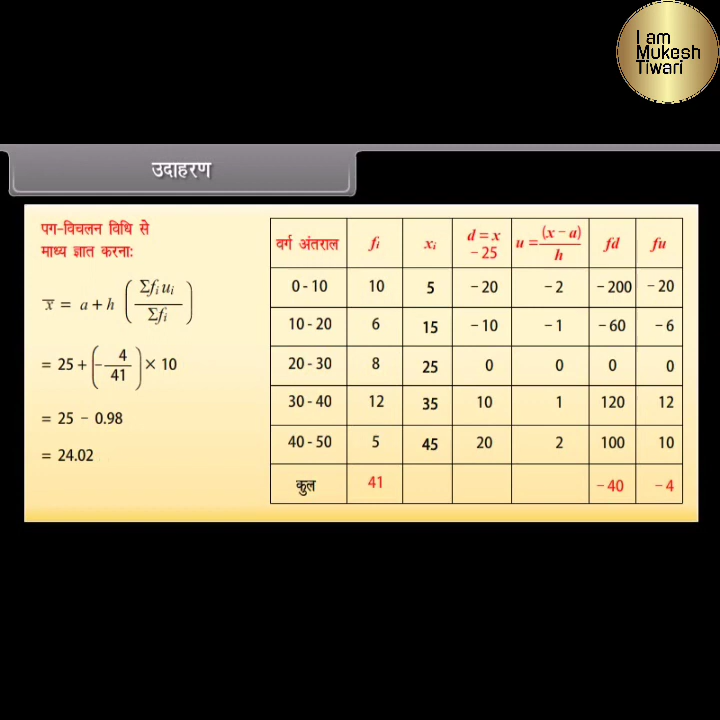 I am
Mukesh
Tiwari
उदाहरण
पग-विचलन विधि से
माध्य ज्ञात करनाः
x̅ = a + h (Σfᵢuᵢ / Σfᵢ)
= 25 + (− 4/41) × 10
= 25 − 0.98
= 24.02
वर्ग अंतराल fᵢ xᵢ d = x − 25 u = (x − a)/h fd fu
0 - 10 10 5 − 20 − 2 − 200 − 20
10 - 20 6 15 − 10 − 1 − 60 − 6
20 - 30 8 25 0 0 0 0
30 - 40 12 35 10 1 120 12
40 - 50 5 45 20 2 100 10
कुल 41 − 40 − 4